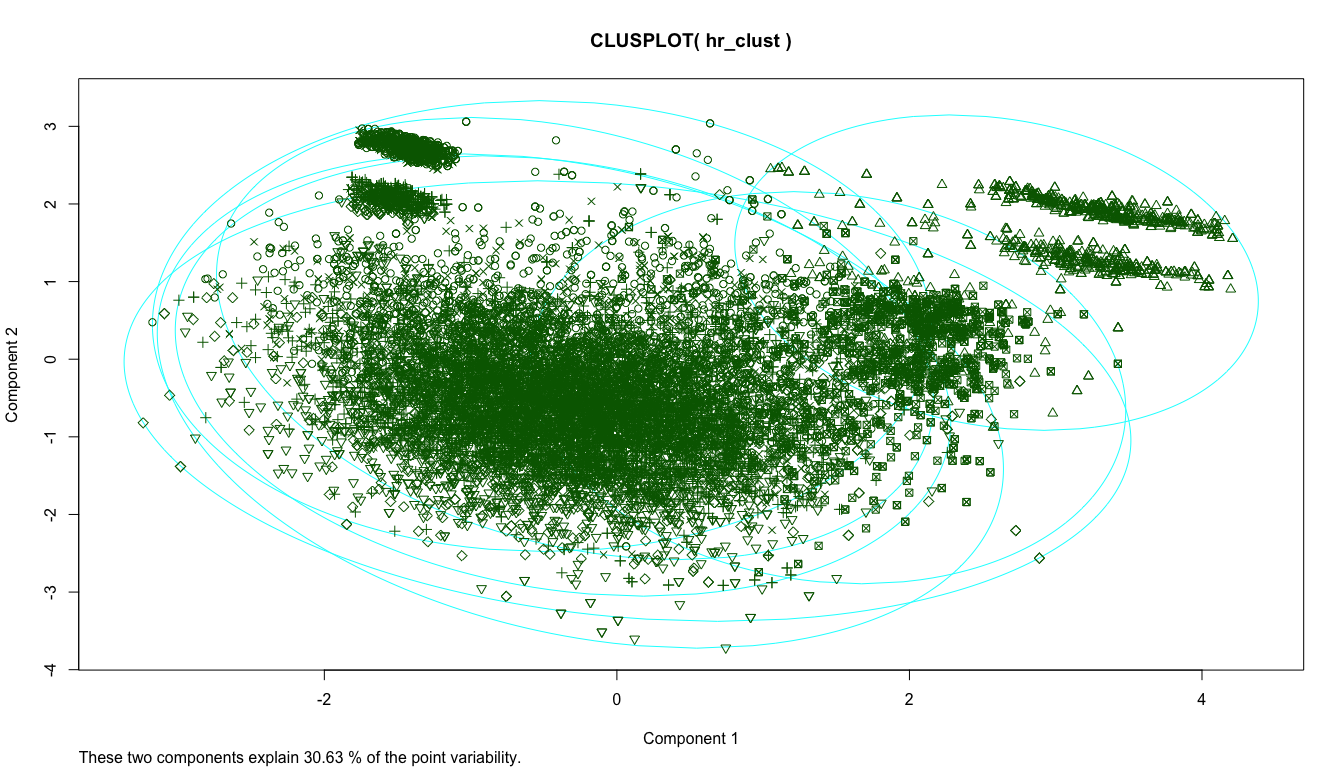 CLUSPLOT( hr_clust )
3
2
1
0
-1
-2
-3
-4
Component 2
-2 0 2 4
Component 1
These two components explain 30.63 % of the point variability.